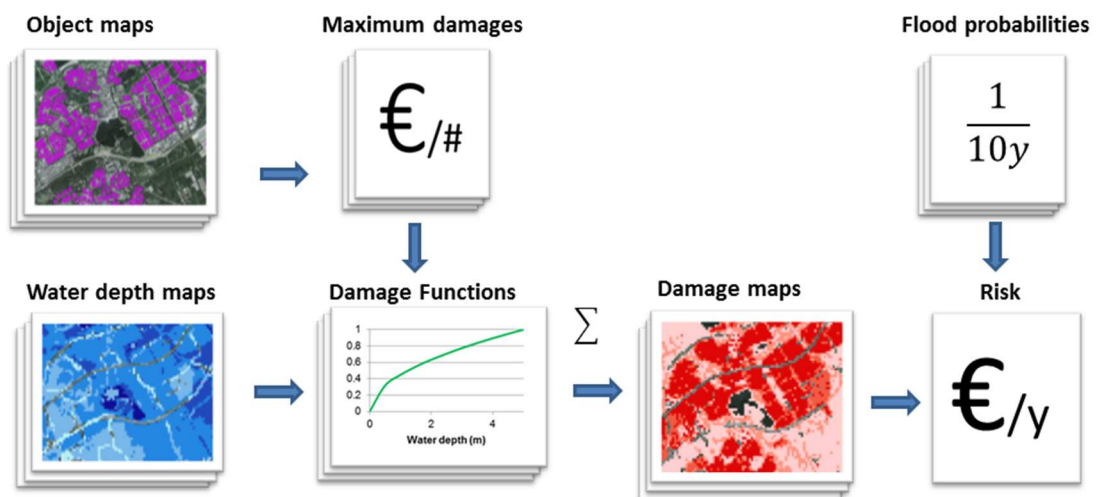 Object maps
Maximum damages
Flood probabilities
€/#
1
10y
Water depth maps
Damage Functions
∑
Damage maps
Risk
1
0.8
0.6
0.4
0.2
0
0 2 4
Water depth (m)
€/y